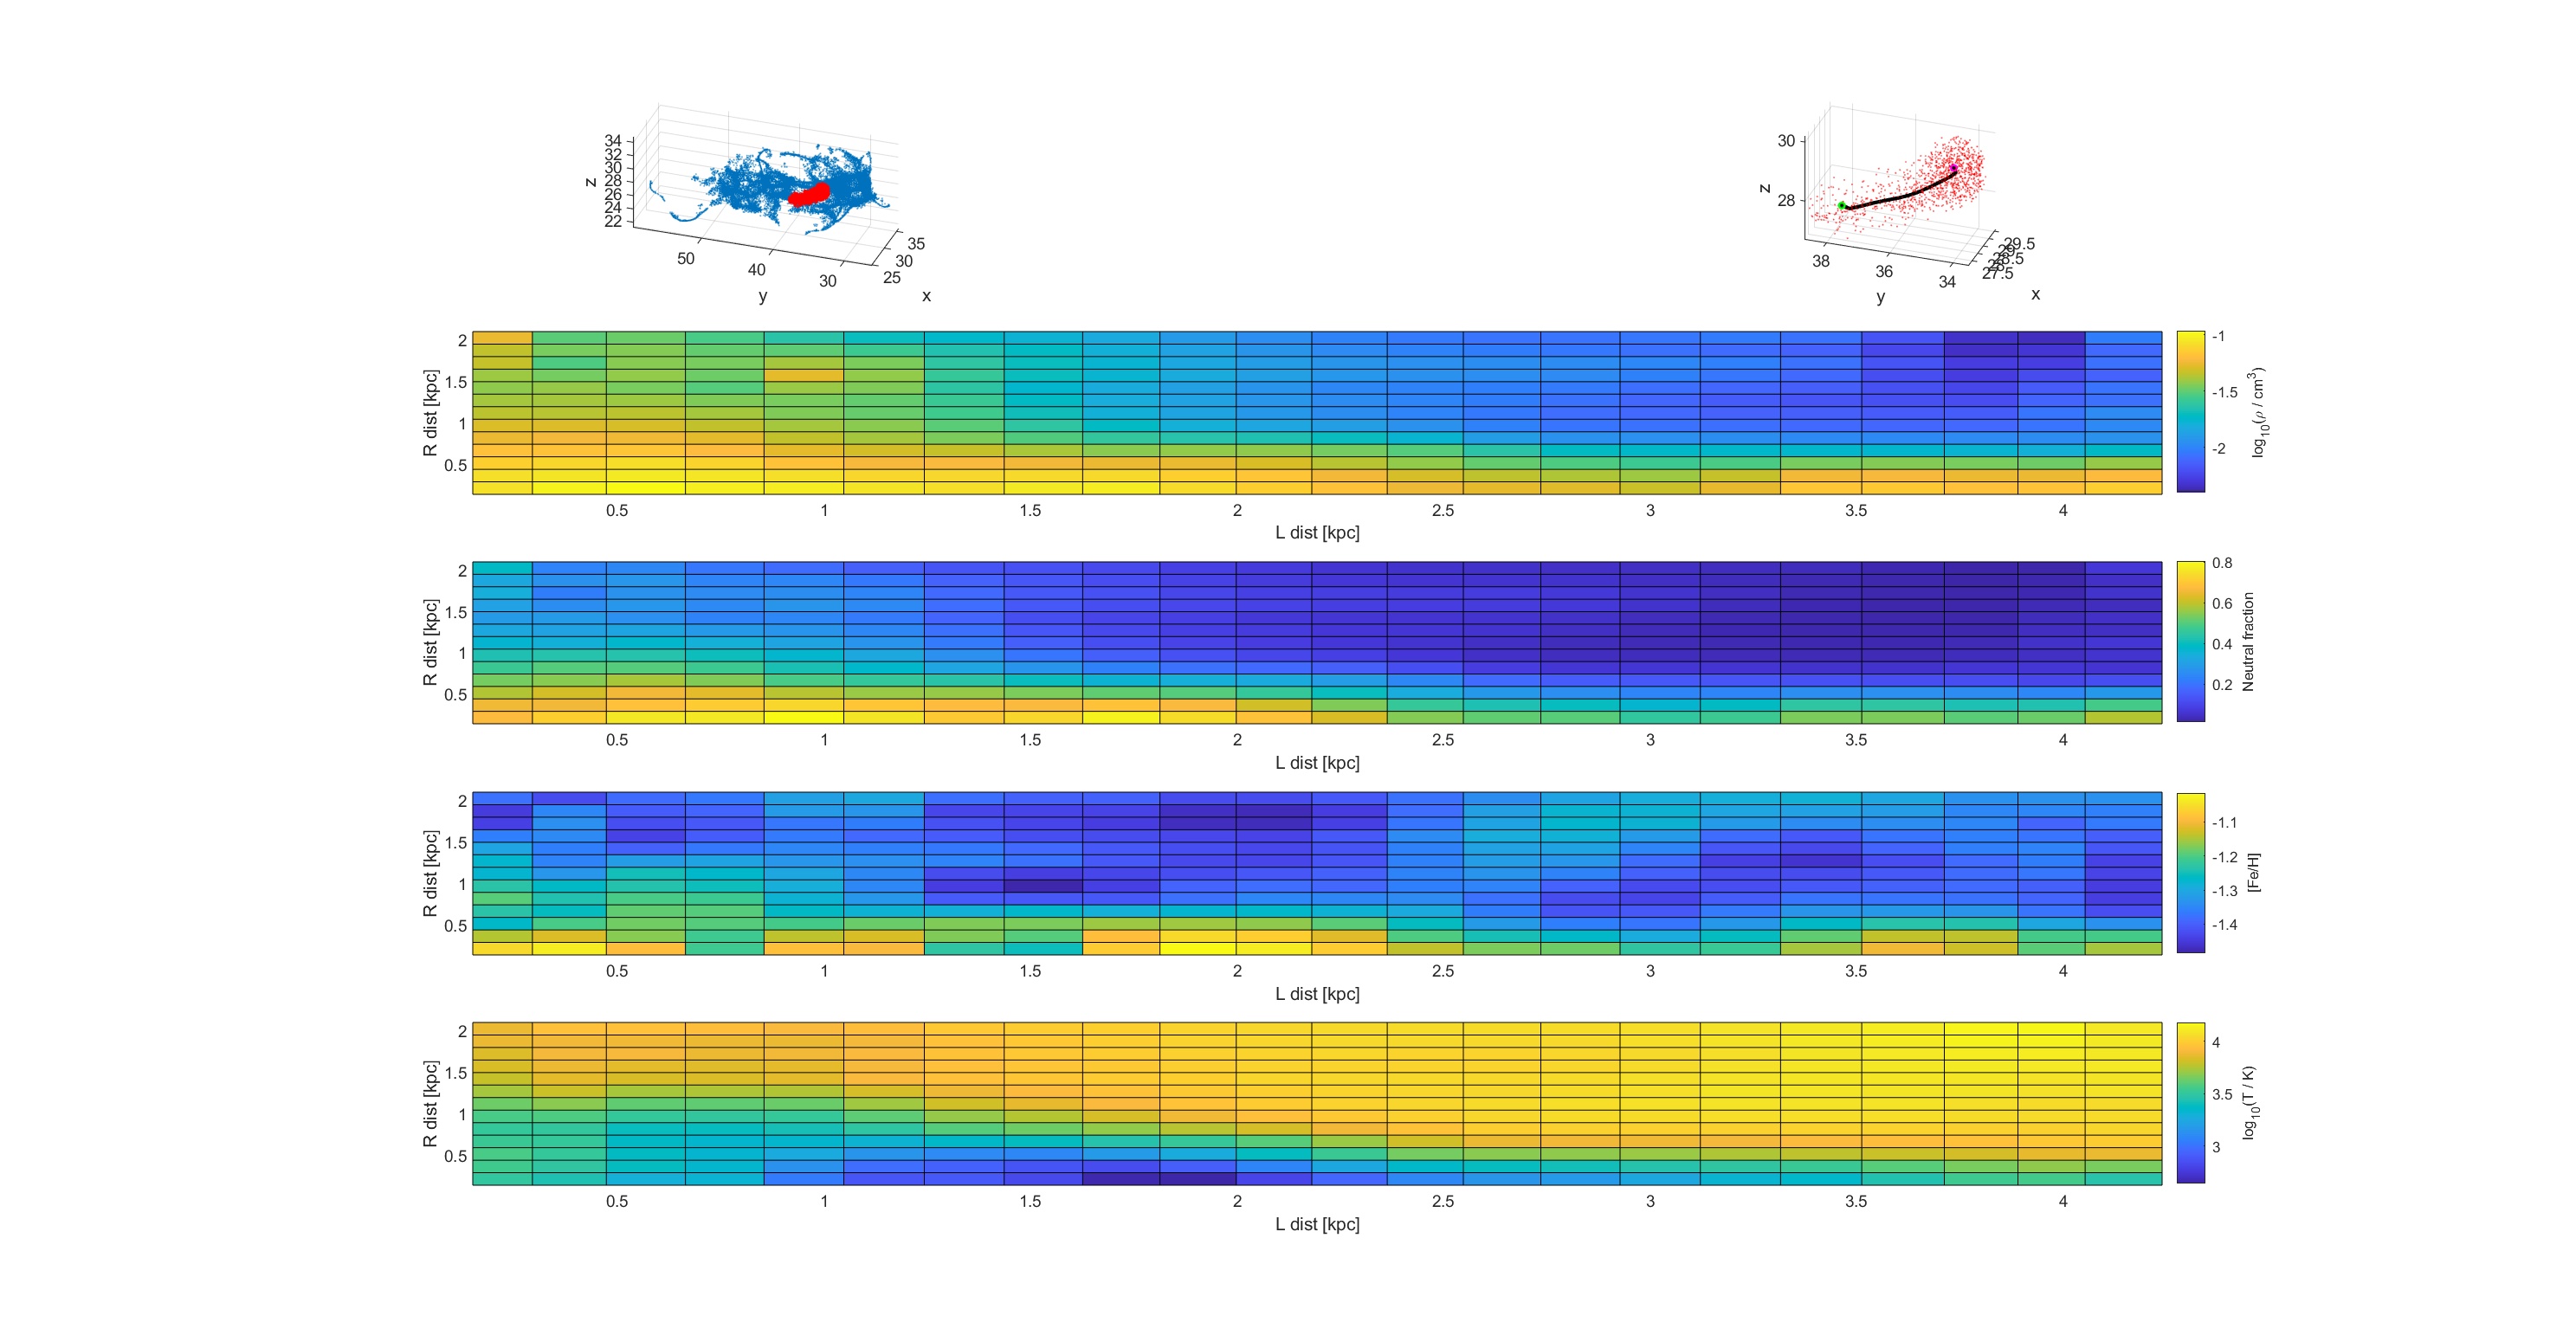 34
32
30
28
26
24
22
z
50
40
30
y
35
30
25
x
30
28
z
38
36
34
y
29.5
29
28.5
28
27.5
x
2
1.5
1
0.5
R dist [kpc]
0.5 1 1.5 2 2.5 3 3.5 4
L dist [kpc]
-1
-1.5
-2
log10(ρ / cm3)
2
1.5
1
0.5
R dist [kpc]
0.5 1 1.5 2 2.5 3 3.5 4
L dist [kpc]
0.8
0.6
0.4
0.2
Neutral fraction
2
1.5
1
0.5
R dist [kpc]
0.5 1 1.5 2 2.5 3 3.5 4
L dist [kpc]
-1.1
-1.2
-1.3
-1.4
[Fe/H]
2
1.5
1
0.5
R dist [kpc]
0.5 1 1.5 2 2.5 3 3.5 4
L dist [kpc]
4
3.5
3
log10(T / K)